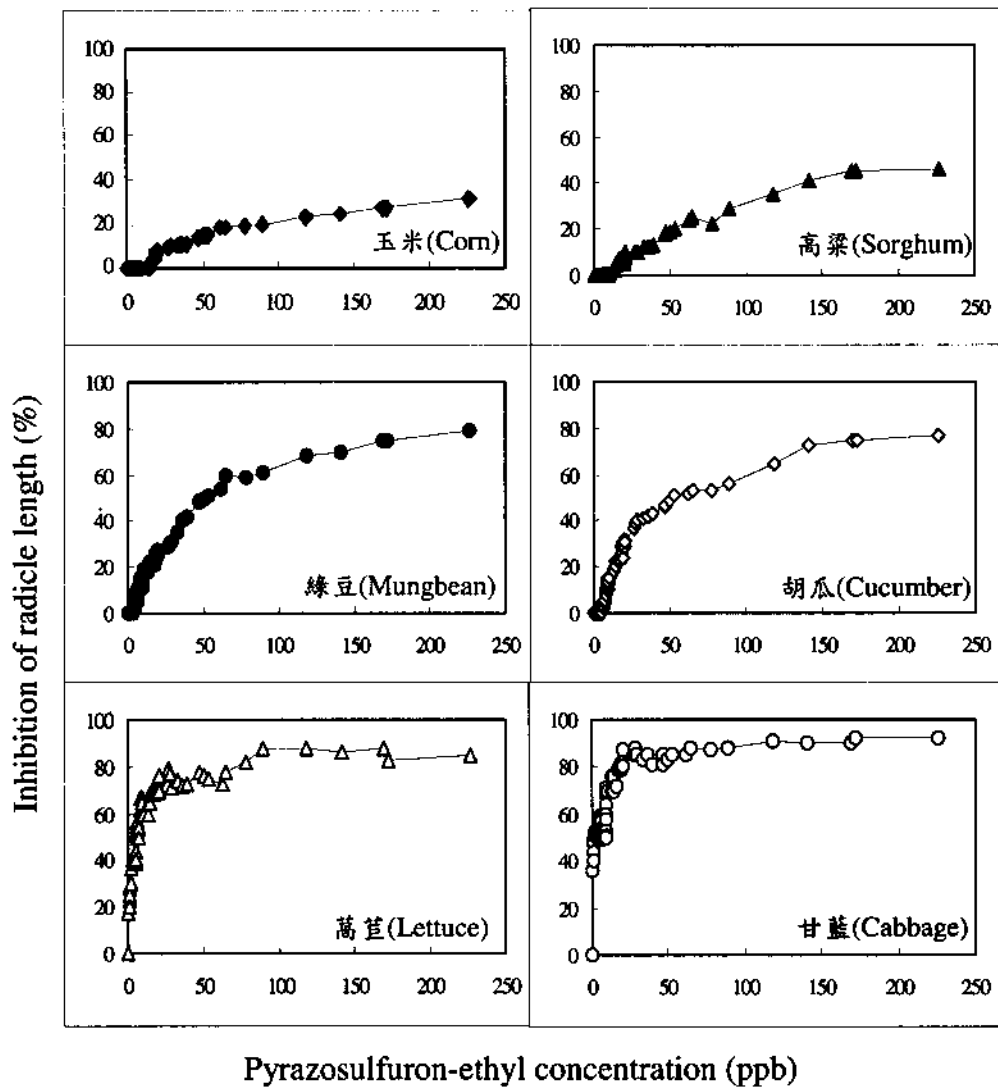 Inhibition of radicle length (%)
100
80
60
40
20
0
0 50 100 150 200 250
玉米(Corn)
100
80
60
40
20
0
0 50 100 150 200 250
高粱(Sorghum)
100
80
60
40
20
0
0 50 100 150 200 250
綠豆(Mungbean)
100
80
60
40
20
0
0 50 100 150 200 250
胡瓜(Cucumber)
100
80
60
40
20
0
0 50 100 150 200 250
萵苣(Lettuce)
100
80
60
40
20
0
0 50 100 150 200 250
甘藍(Cabbage)
Pyrazosulfuron-ethyl concentration (ppb)